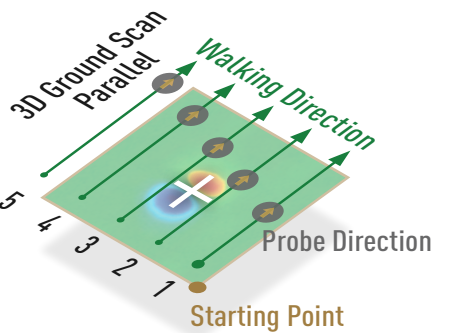 3D Ground Scan
Parallel
Walking Direction
5
4
3
2
1
Probe Direction
Starting Point